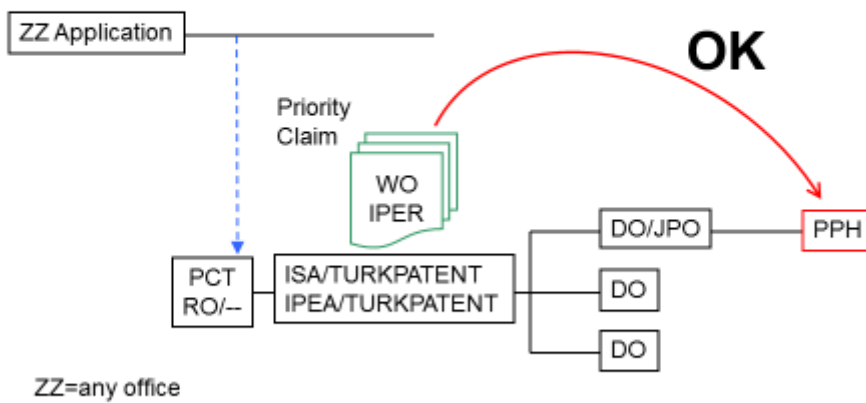 ZZ Application
OK
Priority
Claim
WO
IPER
DO/JPO
PPH
PCT
RO/--
ISA/TURKPATENT
IPEA/TURKPATENT
DO
DO
ZZ=any office